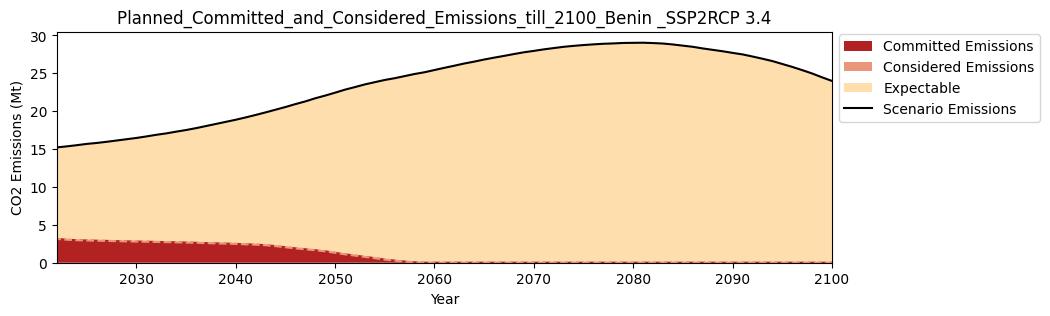 Planned_Committed_and_Considered_Emissions_till_2100_Benin _SSP2RCP 3.4
30
25
20
15
10
5
0
CO2 Emissions (Mt)
2030 2040 2050 2060 2070 2080 2090 2100
Year
Committed Emissions
Considered Emissions
Expectable
Scenario Emissions